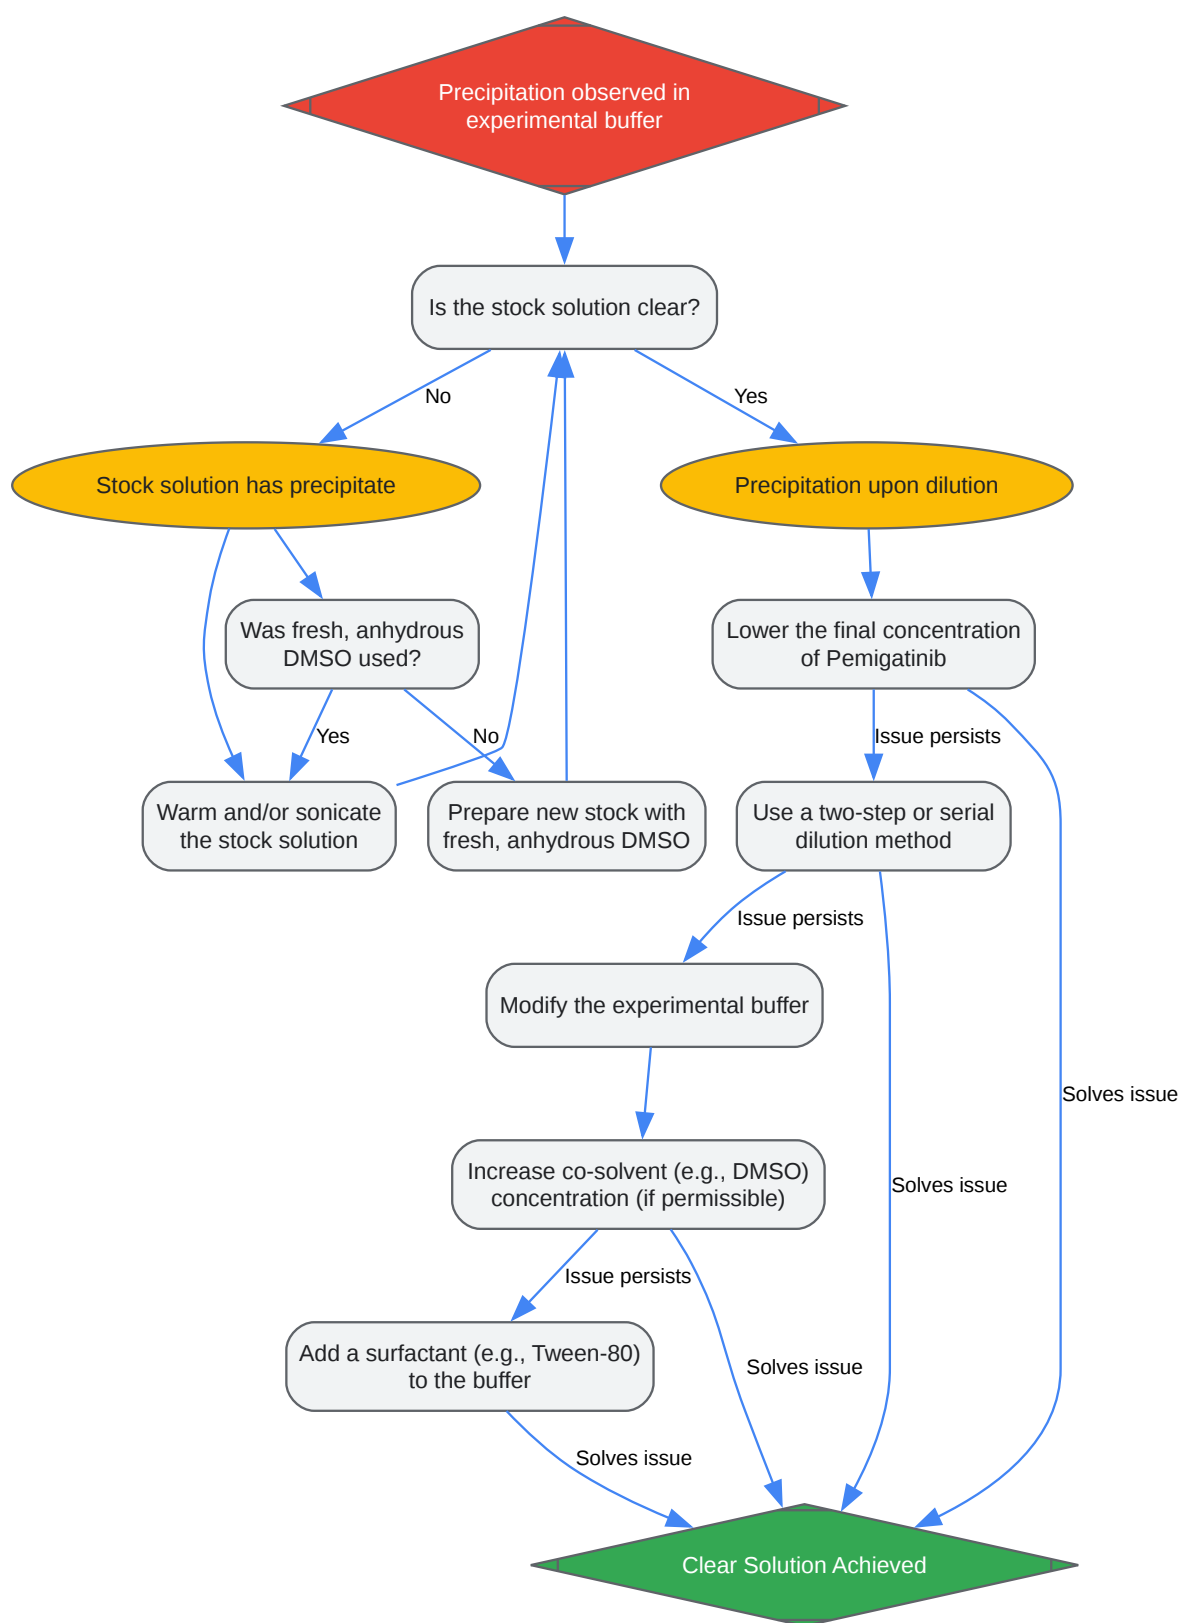 Precipitation observed in
experimental buffer
Is the stock solution clear?
No
Yes
Stock solution has precipitate
Precipitation upon dilution
Was fresh, anhydrous
DMSO used?
Lower the final concentration
of Pemigatinib
Yes
No
Issue persists
Warm and/or sonicate
the stock solution
Prepare new stock with
fresh, anhydrous DMSO
Use a two-step or serial
dilution method
Issue persists
Modify the experimental buffer
Solves issue
Increase co-solvent (e.g., DMSO)
concentration (if permissible)
Solves issue
Issue persists
Add a surfactant (e.g., Tween-80)
to the buffer
Solves issue
Solves issue
Clear Solution Achieved